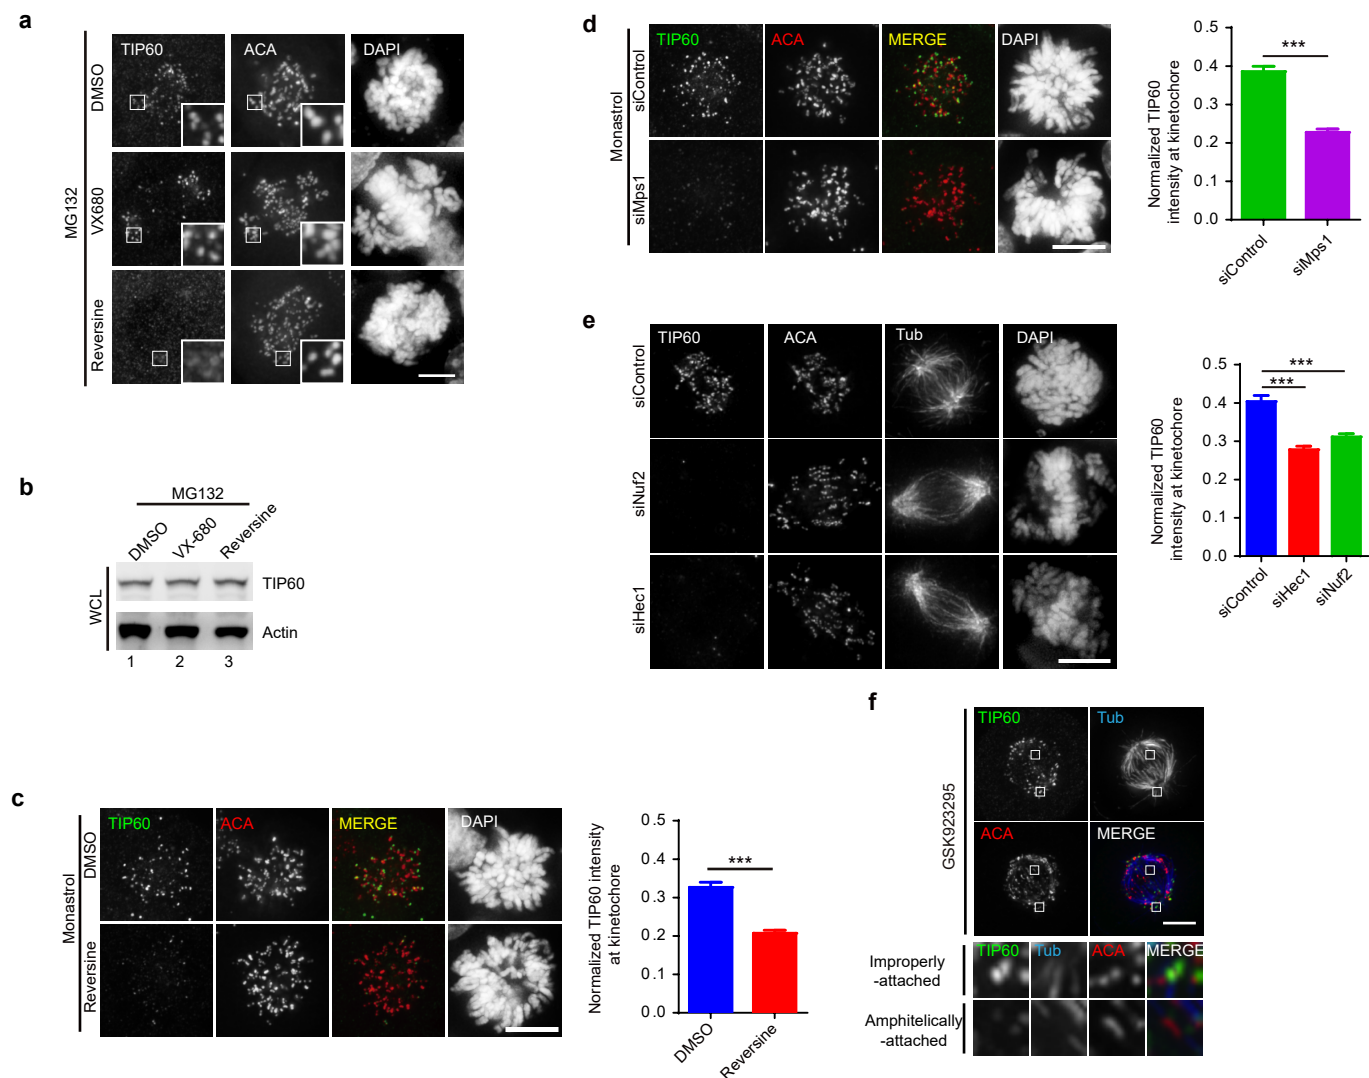 a
TIP60
ACA
DAPI
MG132
DMSO
VX680
Reversine
b
MG132
DMSO
VX-680
Reversine
WCL
TIP60
Actin
1 2 3
c
Monastrol
DMSO
Reversine
TIP60
ACA
MERGE
DAPI
Normalized TIP60 intensity
at kinetochore
0.5
0.4
0.3
0.2
0.1
0.0
***
DMSO
Reversine
d
Monastrol
siControl
siMps1
TIP60
ACA
MERGE
DAPI
Normalized TIP60
intensity at kinetochore
0.5
0.4
0.3
0.2
0.1
0.0
***
siControl
siMps1
e
siControl
siNuf2
siHec1
TIP60
ACA
Tub
DAPI
Normalized TIP60
intensity at kinetochore
0.5
0.4
0.3
0.2
0.1
0.0
***
***
siControl
siHec1
siNuf2
f
GSK923295
TIP60
Tub
ACA
MERGE
TIP60
Tub
ACA
MERGE
Improperly
-attached
Amphitelically
-attached